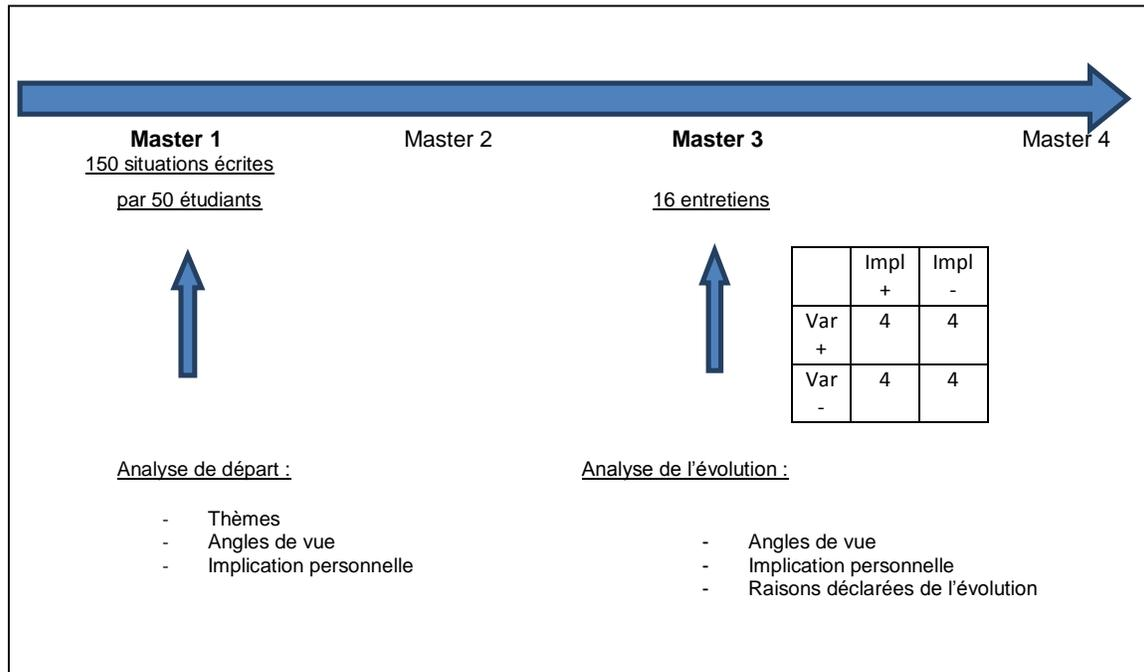 Master 1
Master 2
Master 3
Master 4
150 situations écrites
par 50 étudiants
16 entretiens
Impl
+
Impl
-
Var
+
4
4
Var
-
4
4
Analyse de départ :
- Thèmes
- Angles de vue
- Implication personnelle
Analyse de l’évolution :
- Angles de vue
- Implication personnelle
- Raisons déclarées de l’évolution